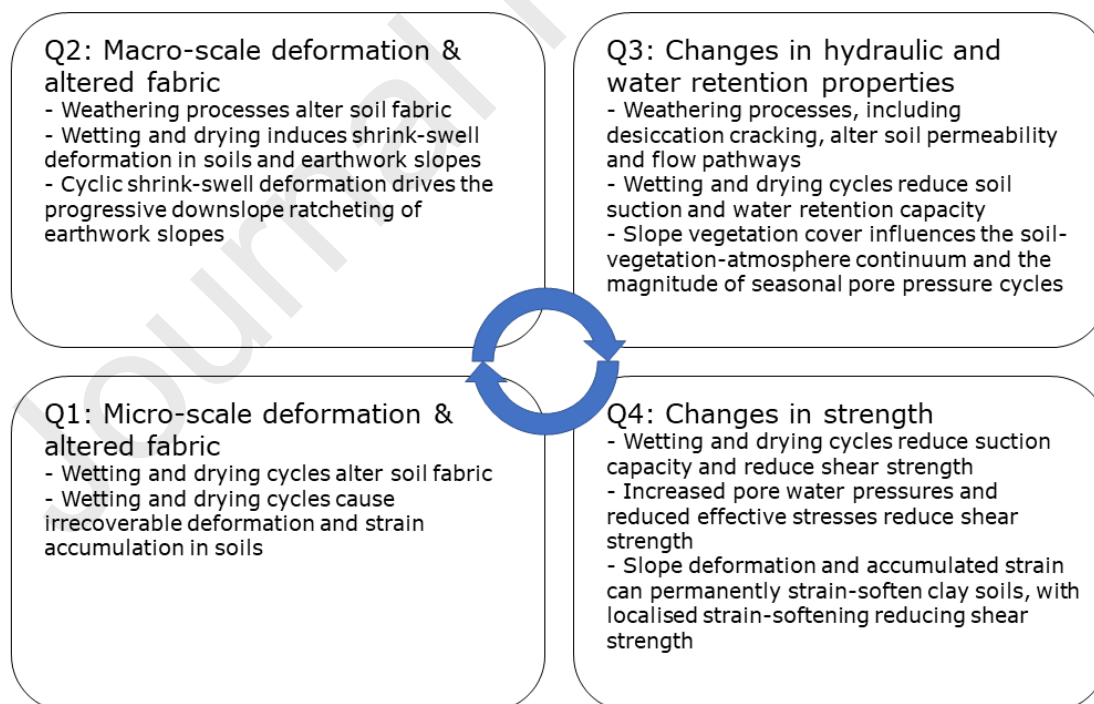 Q2: Macro-scale deformation &
altered fabric
- Weathering processes alter soil fabric
- Wetting and drying induces shrink-swell
deformation in soils and earthwork slopes
- Cyclic shrink-swell deformation drives the
progressive downslope ratcheting of
earthwork slopes
Q3: Changes in hydraulic and
water retention properties
- Weathering processes, including
desiccation cracking, alter soil permeability
and flow pathways
- Wetting and drying cycles reduce soil
suction and water retention capacity
- Slope vegetation cover influences the soil-
vegetation-atmosphere continuum and the
magnitude of seasonal pore pressure cycles
Q1: Micro-scale deformation &
altered fabric
- Wetting and drying cycles alter soil fabric
- Wetting and drying cycles cause
irrecoverable deformation and strain
accumulation in soils
Q4: Changes in strength
- Wetting and drying cycles reduce suction
capacity and reduce shear strength
- Increased pore water pressures and
reduced effective stresses reduce shear
strength
- Slope deformation and accumulated strain
can permanently strain-soften clay soils, with
localised strain-softening reducing shear
strength
Journal